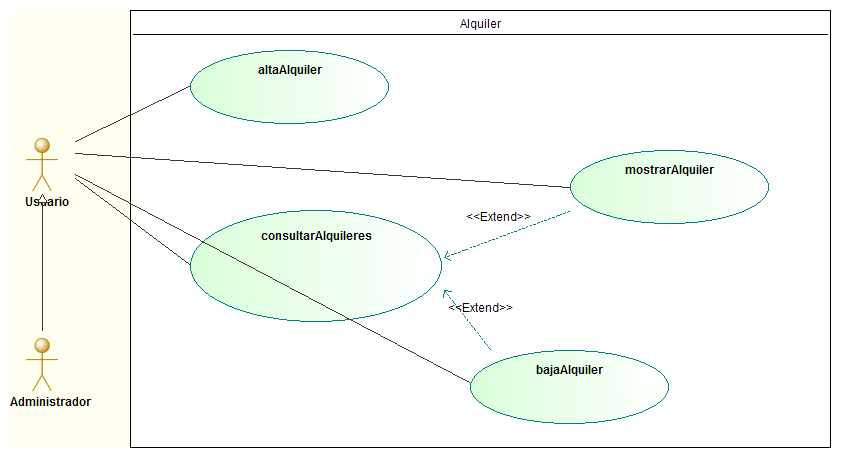 Alquiler
altaAlquiler
mostrarAlquiler
Usuario
<<Extend>>
consultarAlquileres
<<Extend>>
bajaAlquiler
Administrador